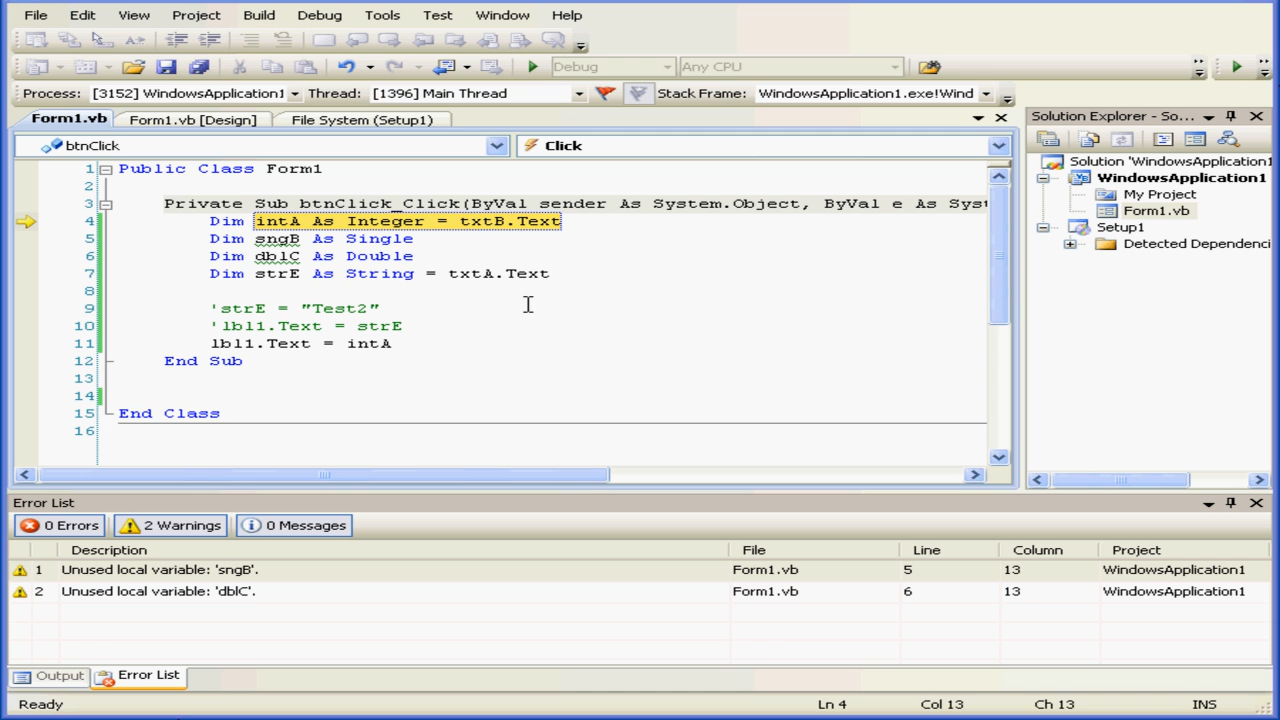 File Edit View Project Build Debug Tools Test Window Help
Debug Any CPU
Process: [3152] WindowsApplication1 Thread: [1396] Main Thread Stack Frame: WindowsApplication1.exe!Wind
Form1.vb Form1.vb [Design] File System (Setup1)
btnClick Click
1 Public Class Form1
2
3 Private Sub btnClick_Click(ByVal sender As System.Object, ByVal e As Syst
4 Dim intA As Integer = txtB.Text
5 Dim sngB As Single
6 Dim dblC As Double
7 Dim strE As String = txtA.Text
8
9 'strE = "Test2"
10 'lbl1.Text = strE
11 lbl1.Text = intA
12 End Sub
13
14
15 End Class
16
Solution Explorer - So...
Solution 'WindowsApplication1
WindowsApplication1
My Project
Form1.vb
Setup1
Detected Dependenci
Error List
0 Errors 2 Warnings 0 Messages
Description File Line Column Project
1 Unused local variable: 'sngB'. Form1.vb 5 13 WindowsApplication1
2 Unused local variable: 'dblC'. Form1.vb 6 13 WindowsApplication1
Output Error List
Ready Ln 4 Col 13 Ch 13 INS